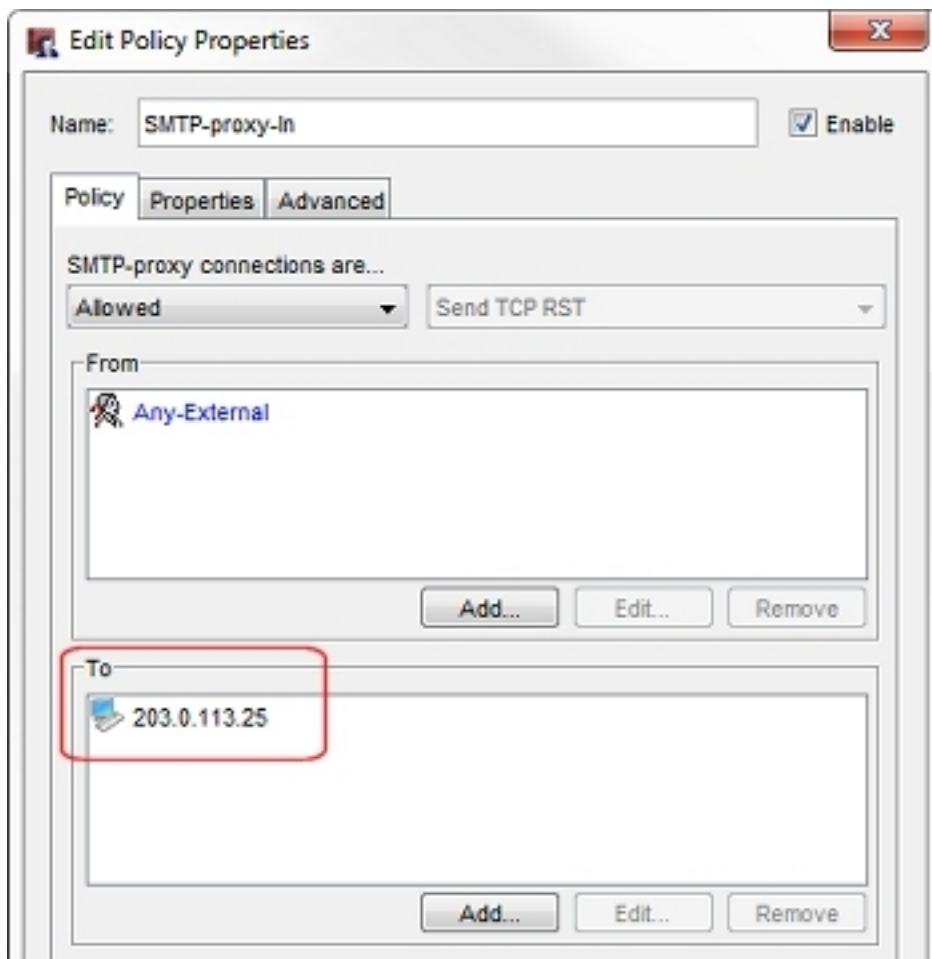 Edit Policy Properties
Name: SMTP-proxy-In Enable
Policy Properties Advanced
SMTP-proxy connections are...
Allowed Send TCP RST
From
Any-External
Add... Edit... Remove
To
203.0.113.25
Add... Edit... Remove